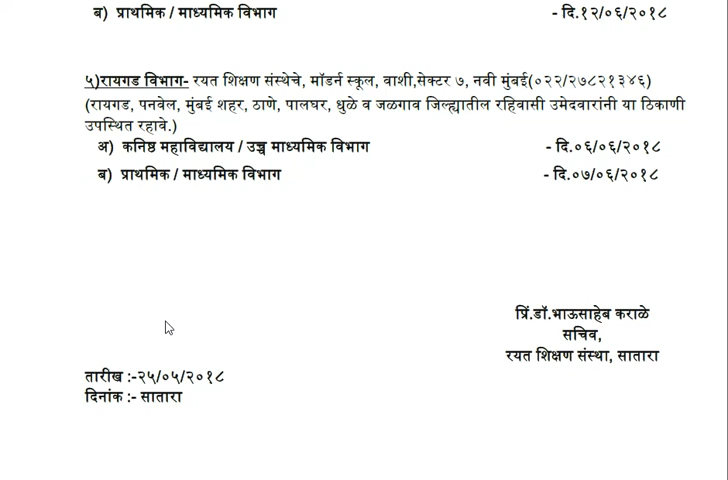 ब) प्राथमिक / माध्यमिक विभाग - दि.१२/०६/२०१८
५)रायगड विभाग- रयत शिक्षण संस्थेचे, मॉडर्न स्कूल, वाशी,सेक्टर ७, नवी मुंबई(०२२/२७८२१३४६)
(रायगड, पनवेल, मुंबई शहर, ठाणे, पालघर, धुळे व जळगाव जिल्ह्यातील रहिवासी उमेदवारांनी या ठिकाणी
उपस्थित रहावे.)
अ) कनिष्ठ महाविद्यालय / उच्च माध्यमिक विभाग - दि.०६/०६/२०१८
ब) प्राथमिक / माध्यमिक विभाग - दि.०७/०६/२०१८
प्रिं.डॉ.भाऊसाहेब कराळे
सचिव,
रयत शिक्षण संस्था, सातारा
तारीख :-२५/०५/२०१८
दिनांक :- सातारा